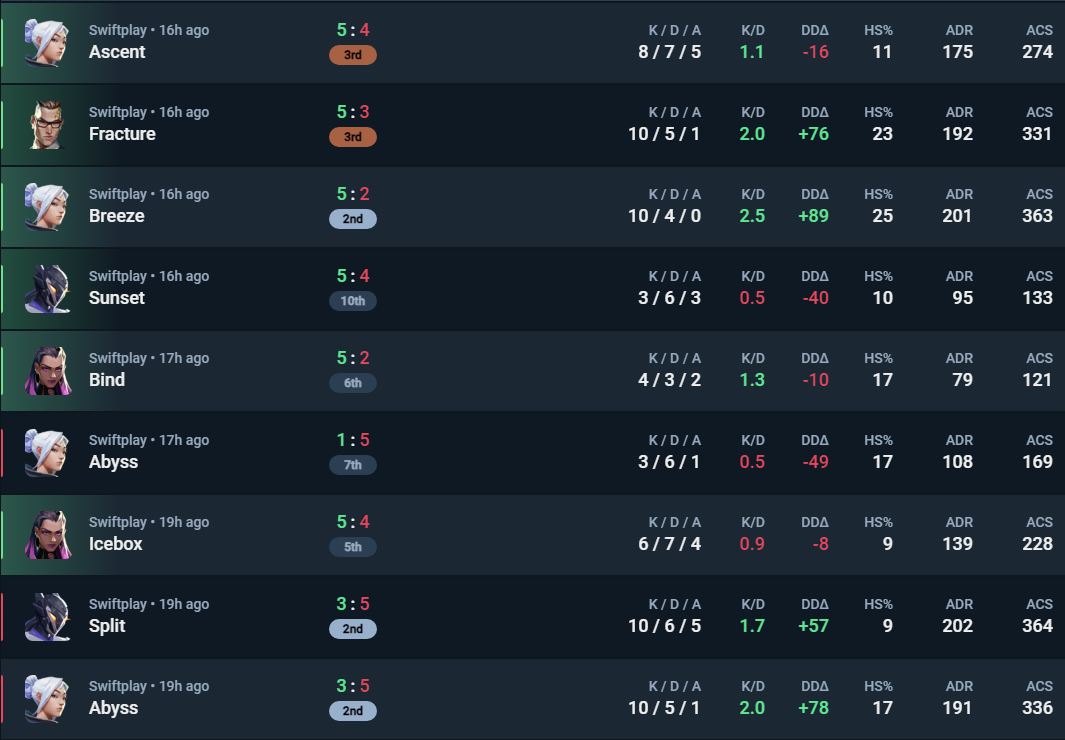 Swiftplay • 16h ago 5 : 4 K / D / A K/D DDΔ HS% ADR ACS
Ascent 3rd 8 / 7 / 5 1.1 -16 11 175 274
Swiftplay • 16h ago 5 : 3 K / D / A K/D DDΔ HS% ADR ACS
Fracture 3rd 10 / 5 / 1 2.0 +76 23 192 331
Swiftplay • 16h ago 5 : 2 K / D / A K/D DDΔ HS% ADR ACS
Breeze 2nd 10 / 4 / 0 2.5 +89 25 201 363
Swiftplay • 16h ago 5 : 4 K / D / A K/D DDΔ HS% ADR ACS
Sunset 10th 3 / 6 / 3 0.5 -40 10 95 133
Swiftplay • 17h ago 5 : 2 K / D / A K/D DDΔ HS% ADR ACS
Bind 6th 4 / 3 / 2 1.3 -10 17 79 121
Swiftplay • 17h ago 1 : 5 K / D / A K/D DDΔ HS% ADR ACS
Abyss 7th 3 / 6 / 1 0.5 -49 17 108 169
Swiftplay • 19h ago 5 : 4 K / D / A K/D DDΔ HS% ADR ACS
Icebox 5th 6 / 7 / 4 0.9 -8 9 139 228
Swiftplay • 19h ago 3 : 5 K / D / A K/D DDΔ HS% ADR ACS
Split 2nd 10 / 6 / 5 1.7 +57 9 202 364
Swiftplay • 19h ago 3 : 5 K / D / A K/D DDΔ HS% ADR ACS
Abyss 2nd 10 / 5 / 1 2.0 +78 17 191 336